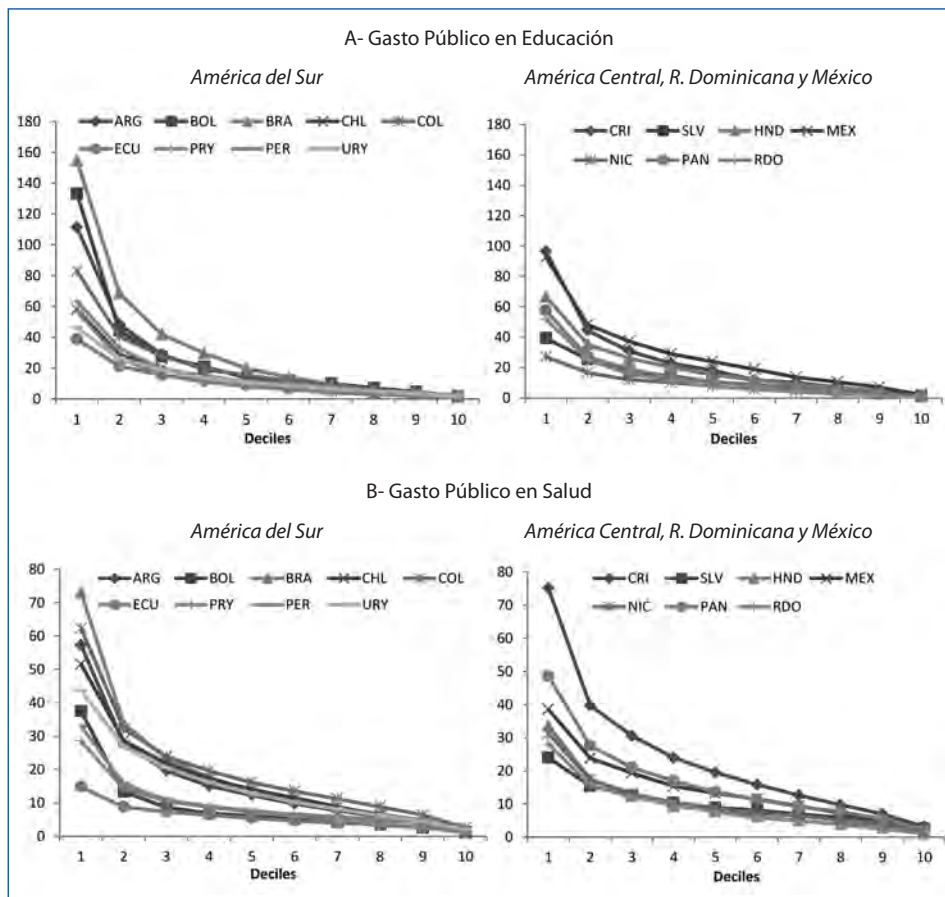 A- Gasto Público en Educación
América del Sur
ARG BOL BRA CHL COL
ECU PRY PER URY
180
160
140
120
100
80
60
40
20
0
1 2 3 4 5 6 7 8 9 10
Deciles
América Central, R. Dominicana y México
CRI SLV HND MEX
NIC PAN RDO
180
160
140
120
100
80
60
40
20
0
1 2 3 4 5 6 7 8 9 10
Deciles
B- Gasto Público en Salud
América del Sur
ARG BOL BRA CHL COL
ECU PRY PER URY
80
70
60
50
40
30
20
10
0
1 2 3 4 5 6 7 8 9 10
Deciles
América Central, R. Dominicana y México
CRI SLV HND MEX
NIC PAN RDO
80
70
60
50
40
30
20
10
0
1 2 3 4 5 6 7 8 9 10
Deciles